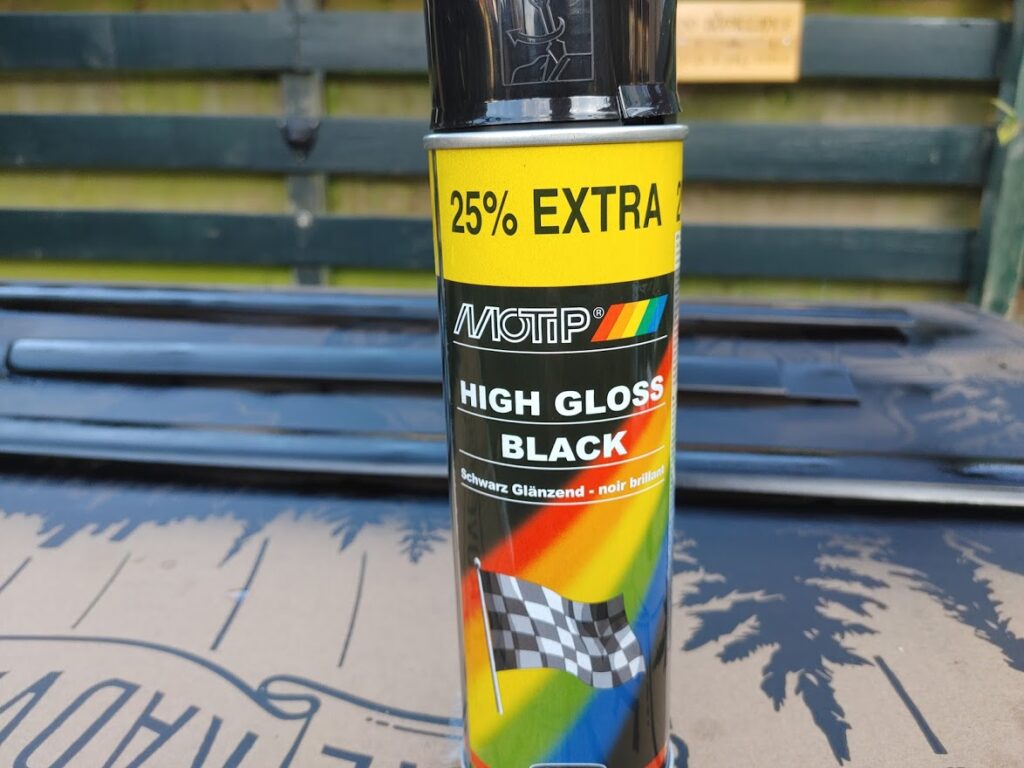 25% EXTRA
MOTIP®
HIGH GLOSS
BLACK
Schwarz Glänzend - noir brillant